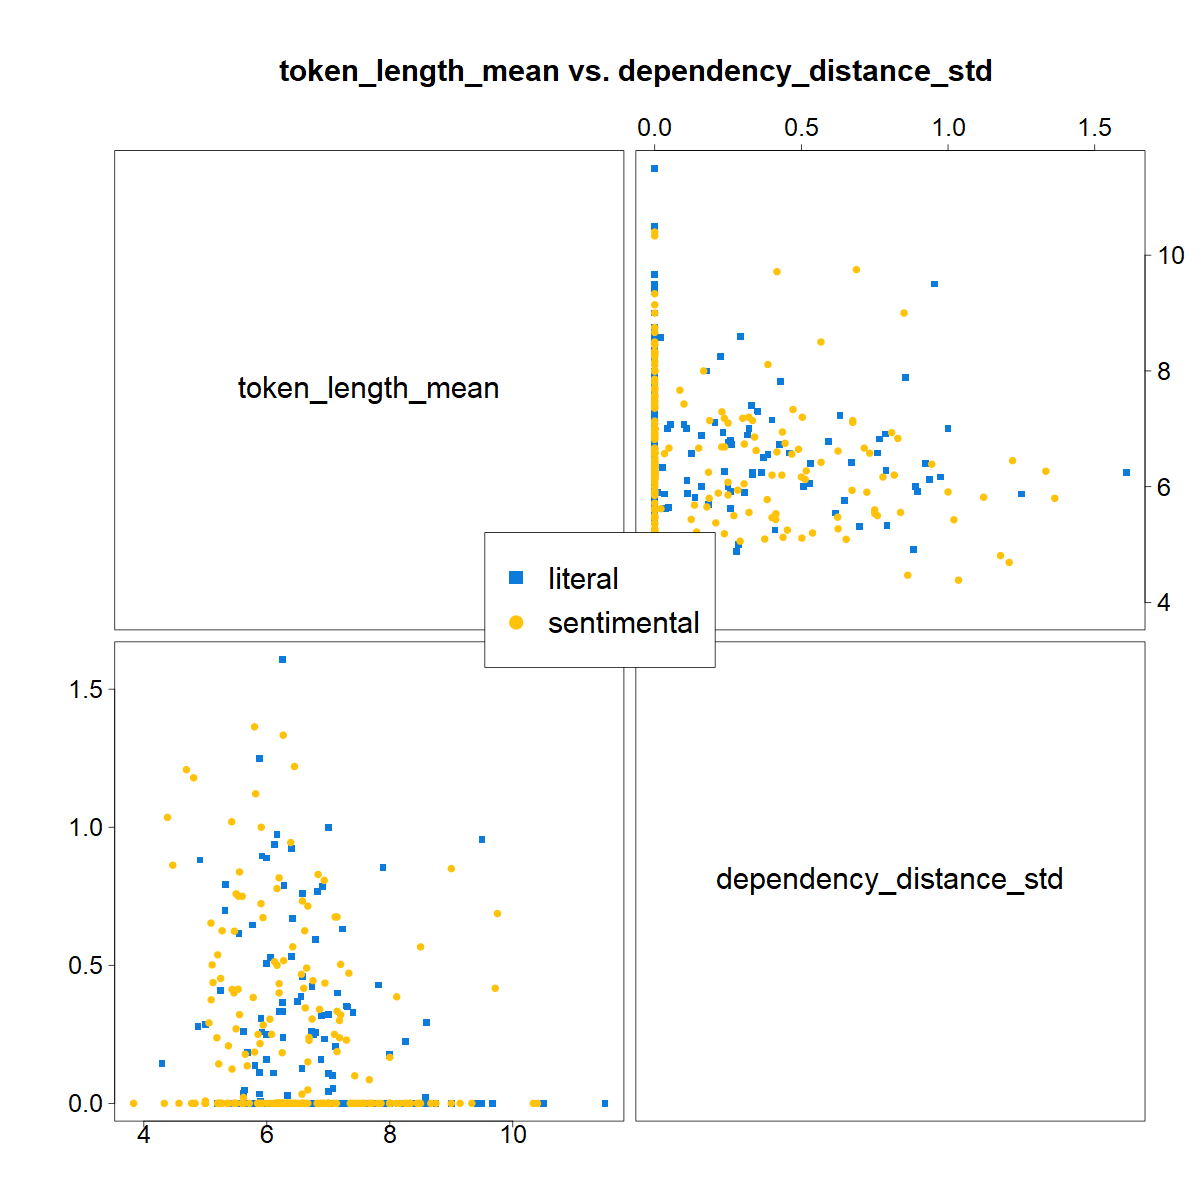 token_length_mean vs. dependency_distance_std
0.0 0.5 1.0 1.5
token_length_mean
10
8
6
4
literal
sentimental
1.5
1.0
0.5
0.0
dependency_distance_std
4 6 8 10